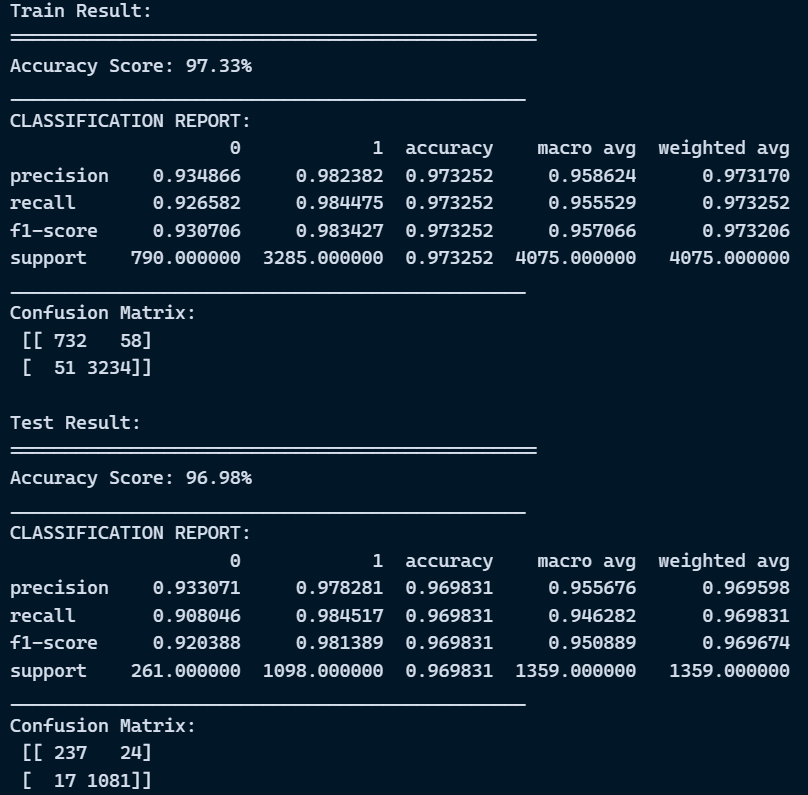 Train Result:
================================================
Accuracy Score: 97.33%
_______________________________________________
CLASSIFICATION REPORT:
                    0            1  accuracy    macro avg  weighted avg
precision    0.934866     0.982382  0.973252     0.958624      0.973170
recall       0.926582     0.984475  0.973252     0.955529      0.973252
f1-score     0.930706     0.983427  0.973252     0.957066      0.973206
support    790.000000  3285.000000  0.973252  4075.000000   4075.000000
_______________________________________________
Confusion Matrix:
 [[ 732   58]
 [  51 3234]]
Test Result:
================================================
Accuracy Score: 96.98%
_______________________________________________
CLASSIFICATION REPORT:
                    0            1  accuracy    macro avg  weighted avg
precision    0.933071     0.978281  0.969831     0.955676      0.969598
recall       0.908046     0.984517  0.969831     0.946282      0.969831
f1-score     0.920388     0.981389  0.969831     0.950889      0.969674
support    261.000000  1098.000000  0.969831  1359.000000   1359.000000
_______________________________________________
Confusion Matrix:
 [[ 237   24]
 [  17 1081]]